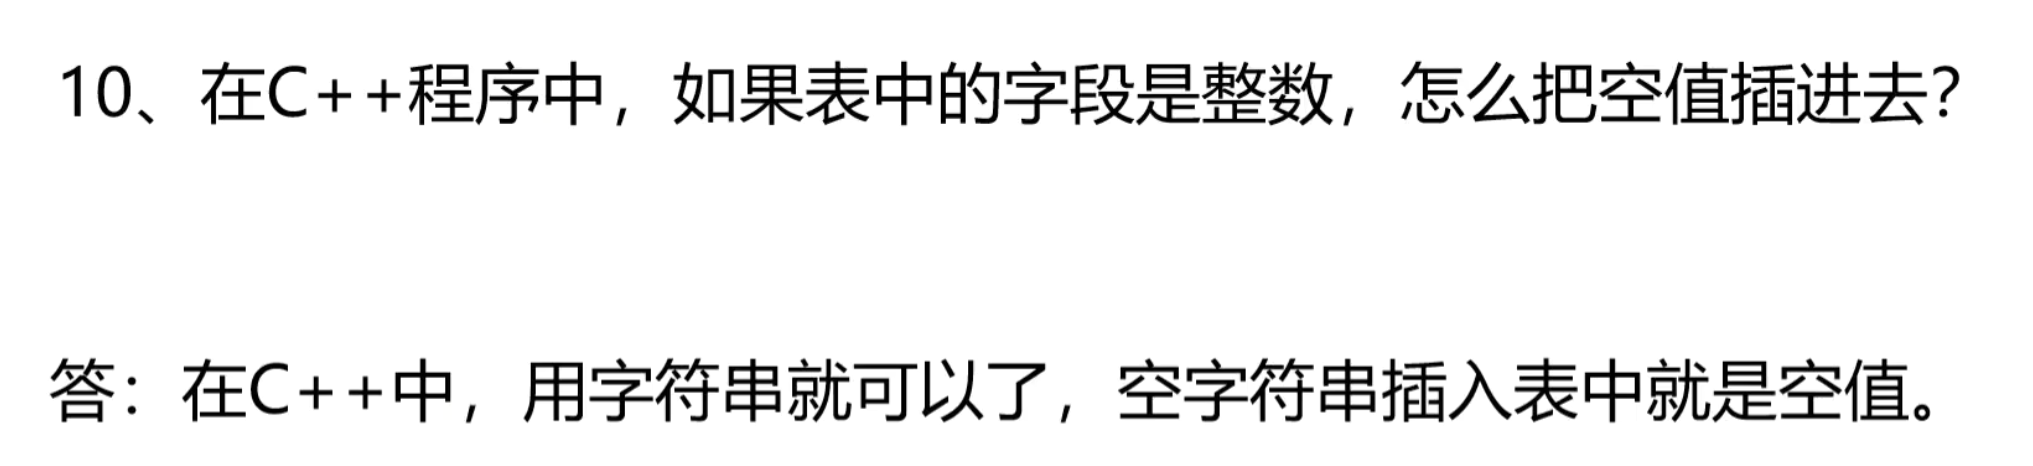 10、在C++程序中，如果表中的字段是整数，怎么把空值插进去？
答：在C++中，用字符串就可以了，空字符串插入表中就是空值。